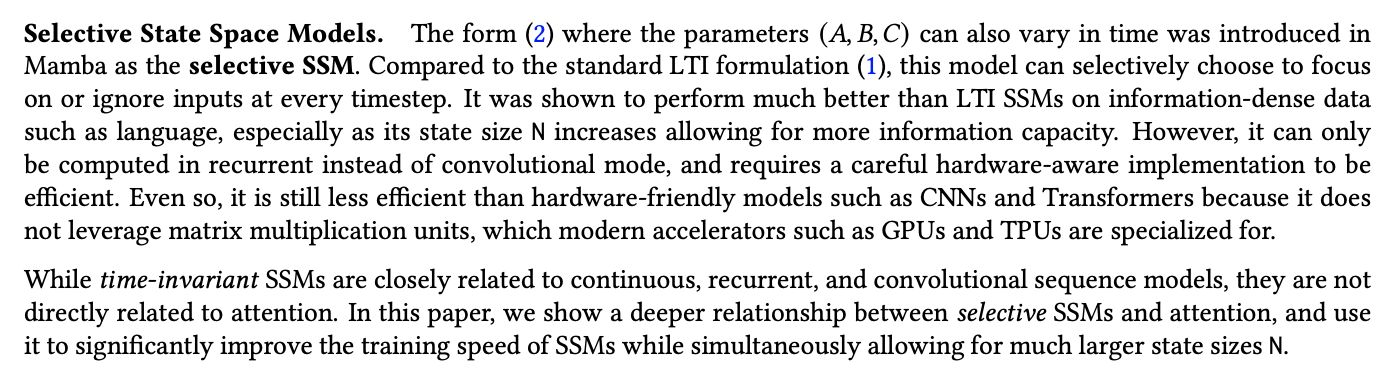 Selective State Space Models. The form (2) where the parameters (A, B, C) can also vary in time was introduced in
Mamba as the selective SSM. Compared to the standard LTI formulation (1), this model can selectively choose to focus
on or ignore inputs at every timestep. It was shown to perform much better than LTI SSMs on information-dense data
such as language, especially as its state size N increases allowing for more information capacity. However, it can only
be computed in recurrent instead of convolutional mode, and requires a careful hardware-aware implementation to be
efficient. Even so, it is still less efficient than hardware-friendly models such as CNNs and Transformers because it does
not leverage matrix multiplication units, which modern accelerators such as GPUs and TPUs are specialized for.
While time-invariant SSMs are closely related to continuous, recurrent, and convolutional sequence models, they are not
directly related to attention. In this paper, we show a deeper relationship between selective SSMs and attention, and use
it to significantly improve the training speed of SSMs while simultaneously allowing for much larger state sizes N.